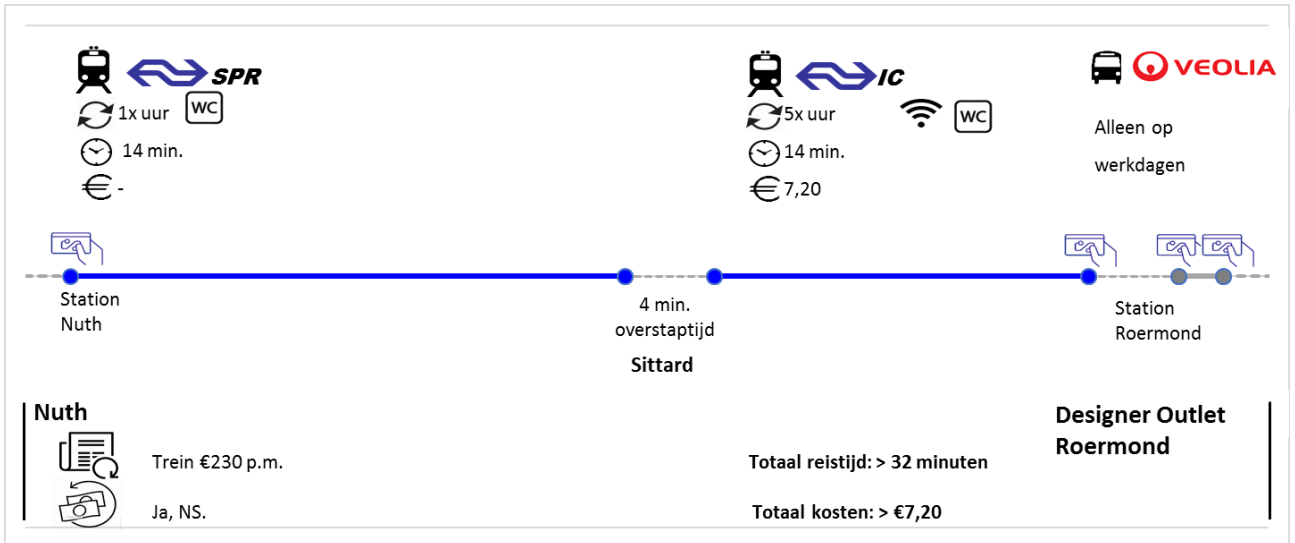 SPR
1x uur WC
14 min.
€ -
IC
5x uur WC
14 min.
€ 7,20
VEOLIA
Alleen op
werkdagen
Station
Nuth
4 min.
overstaptijd
Sittard
Station
Roermond
Nuth
Trein €230 p.m.
Ja, NS.
Totaal reistijd: > 32 minuten
Totaal kosten: > €7,20
Designer Outlet
Roermond